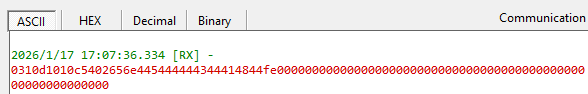 ASCII HEX Decimal Binary Communication
2026/1/17 17:07:36.334 [RX] -
0310d1010c5402656e445444444344414844fe00000000000000000000000000000000000000000000
00000000000000